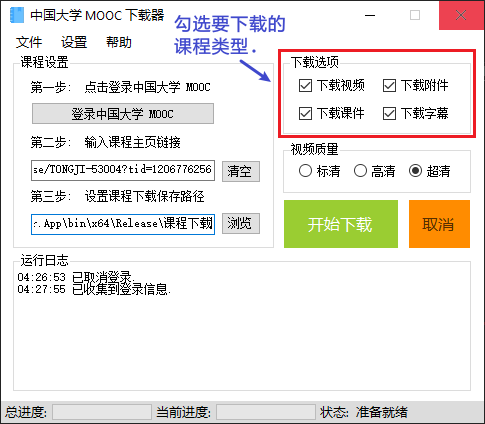 中国大学 MOOC 下载器
勾选要下载的
课程类型.
文件 设置 帮助
课程设置
第一步： 点击登录中国大学 MOOC
登录中国大学 MOOC
第二步： 输入课程主页链接
se/TONGJI-53004?tid=1206776256
清空
第三步： 设置课程下载保存路径
r.App\bin\x64\Release\课程下载
浏览
下载选项
下载视频 下载附件
下载课件 下载字幕
视频质量
标清 高清 超清
开始下载 取消
运行日志
04:26:53 已取消登录.
04:27:55 已收集到登录信息.
总进度: 当前进度: 状态: 准备就绪